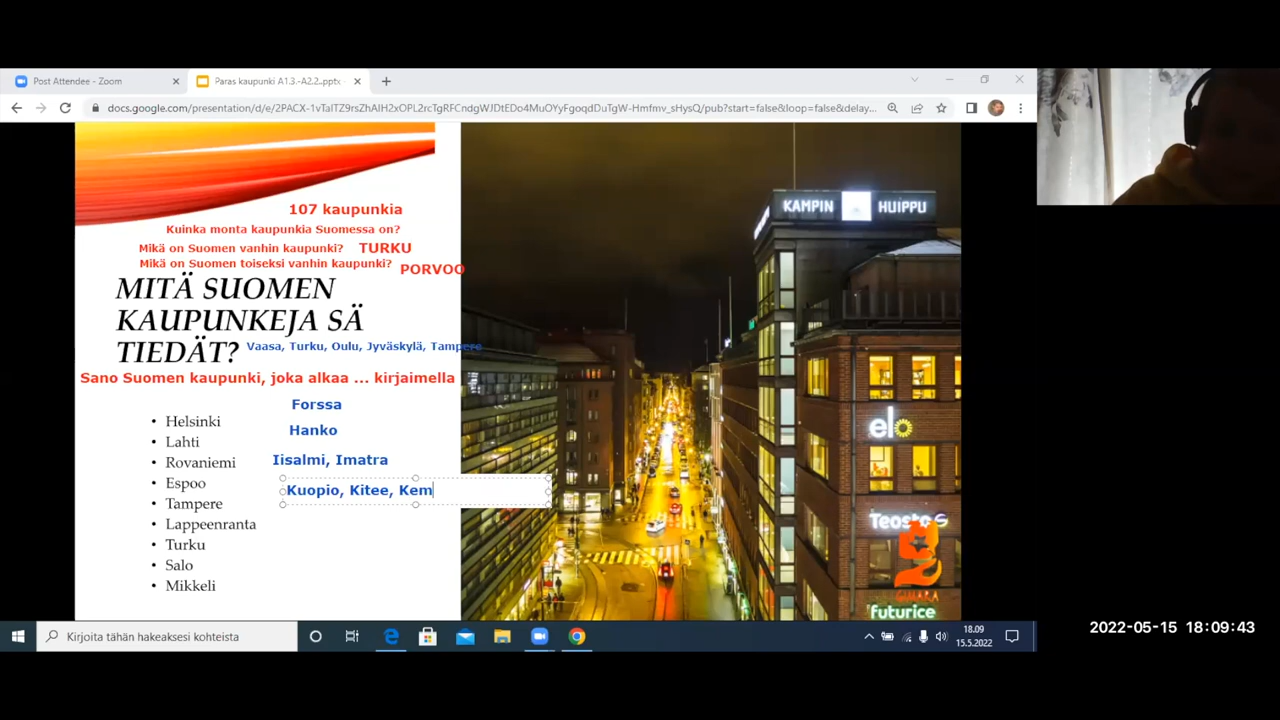 Post Attendee - Zoom
Paras kaupunki A1.3.-A2.2..pptx -
docs.google.com/presentation/d/e/2PACX-1vTaITZ9rsZhAIH2xOPL2rcTgRFCndgWJDtEDo4MuOYyFgoqdDuTgW-Hmfmv_sHysQ/pub?start=false&loop=false&delay...
107 kaupunkia
Kuinka monta kaupunkia Suomessa on?
Mikä on Suomen vanhin kaupunki? TURKU
Mikä on Suomen toiseksi vanhin kaupunki? PORVOO
MITÄ SUOMEN
KAUPUNKEJA SÄ
TIEDÄT? Vaasa, Turku, Oulu, Jyväskylä, Tampere
Sano Suomen kaupunki, joka alkaa ... kirjaimella
Forssa
Hanko
Iisalmi, Imatra
Kuopio, Kitee, Kem
• Helsinki
• Lahti
• Rovaniemi
• Espoo
• Tampere
• Lappeenranta
• Turku
• Salo
• Mikkeli
KAMPIN HUIPPU
elo
Teosto
futurice
Kirjoita tähän hakeaksesi kohteista
18.09
15.5.2022
2022-05-15 18:09:43